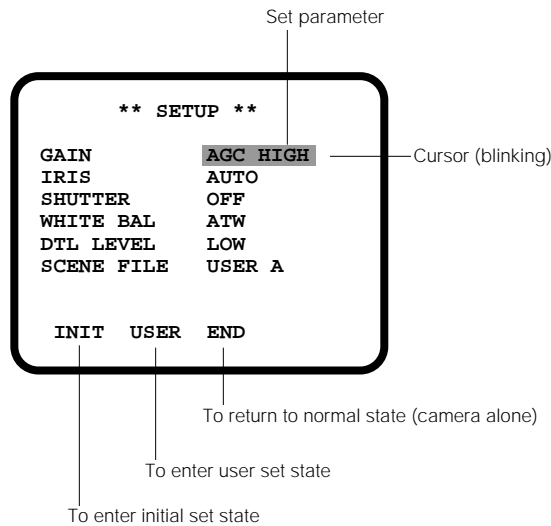 Set parameter
** SETUP **
GAIN AGC HIGH
Cursor (blinking)
IRIS AUTO
SHUTTER OFF
WHITE BAL ATW
DTL LEVEL LOW
SCENE FILE USER A
INIT USER END
To return to normal state (camera alone)
To enter user set state
To enter initial set state